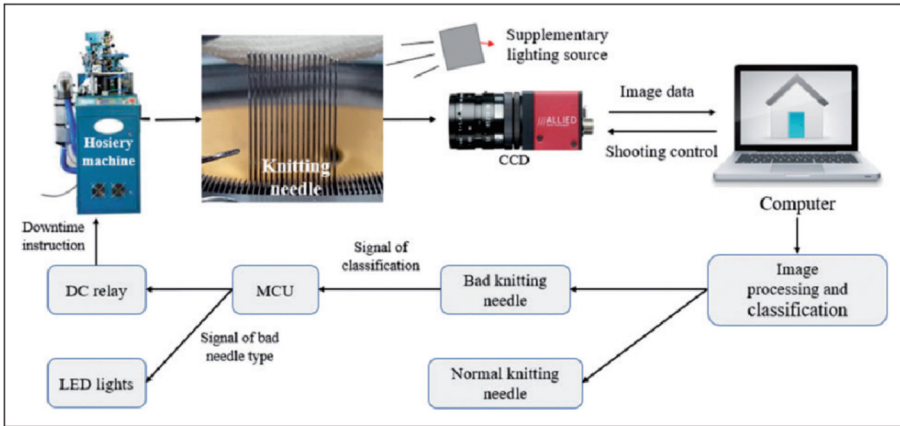 Supplementary
lighting source
Hosiery
machine
Knitting
needle
///ALLIED
CCD
Image data
Shooting control
Computer
Downtime
instruction
DC relay
MCU
Signal of
classification
Bad knitting
needle
Image
processing and
classification
Signal of bad
needle type
LED lights
Normal knitting
needle